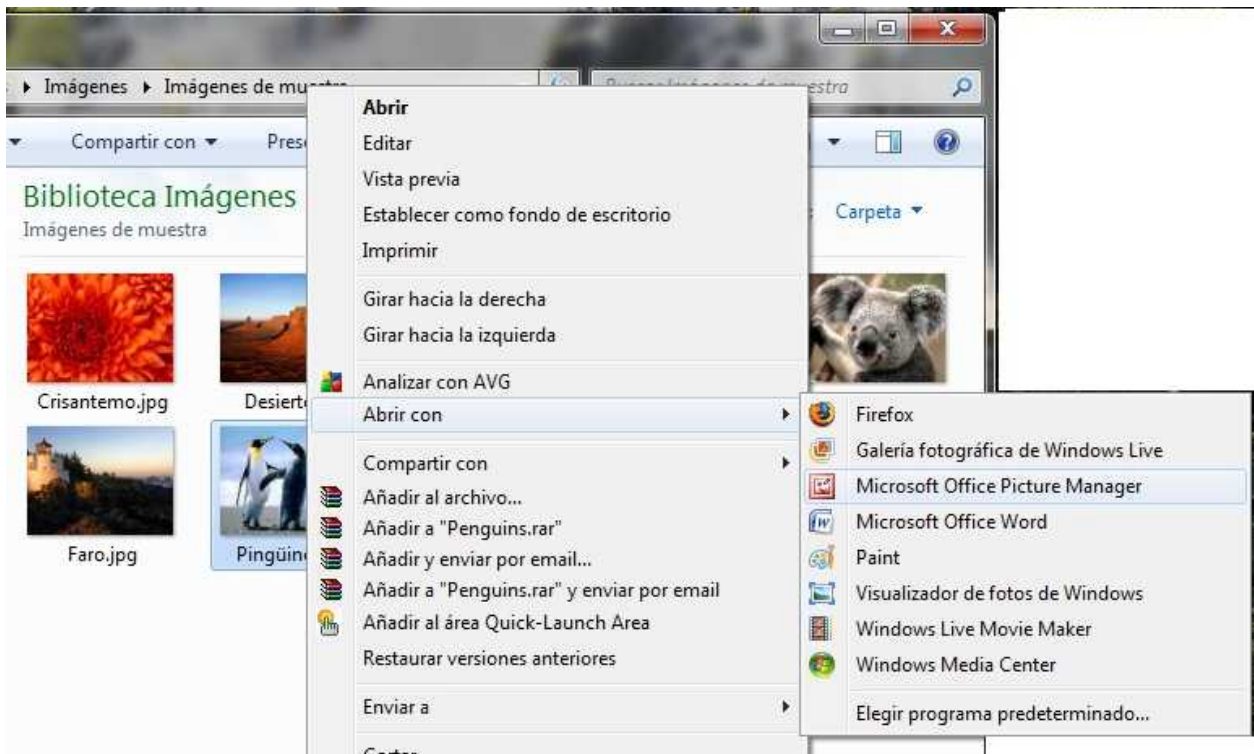 Imágenes ▸ Imágenes de muestra
Compartir con
Biblioteca Imágenes
Imágenes de muestra
Carpeta
Crisantemo.jpg
Faro.jpg
Abrir
Editar
Vista previa
Establecer como fondo de escritorio
Imprimir
Girar hacia la derecha
Girar hacia la izquierda
Analizar con AVG
Abrir con
Compartir con
Añadir al archivo...
Añadir a "Penguins.rar"
Añadir y enviar por email...
Añadir a "Penguins.rar" y enviar por email
Añadir al área Quick-Launch Area
Restaurar versiones anteriores
Enviar a
Firefox
Galería fotográfica de Windows Live
Microsoft Office Picture Manager
Microsoft Office Word
Paint
Visualizador de fotos de Windows
Windows Live Movie Maker
Windows Media Center
Elegir programa predeterminado...